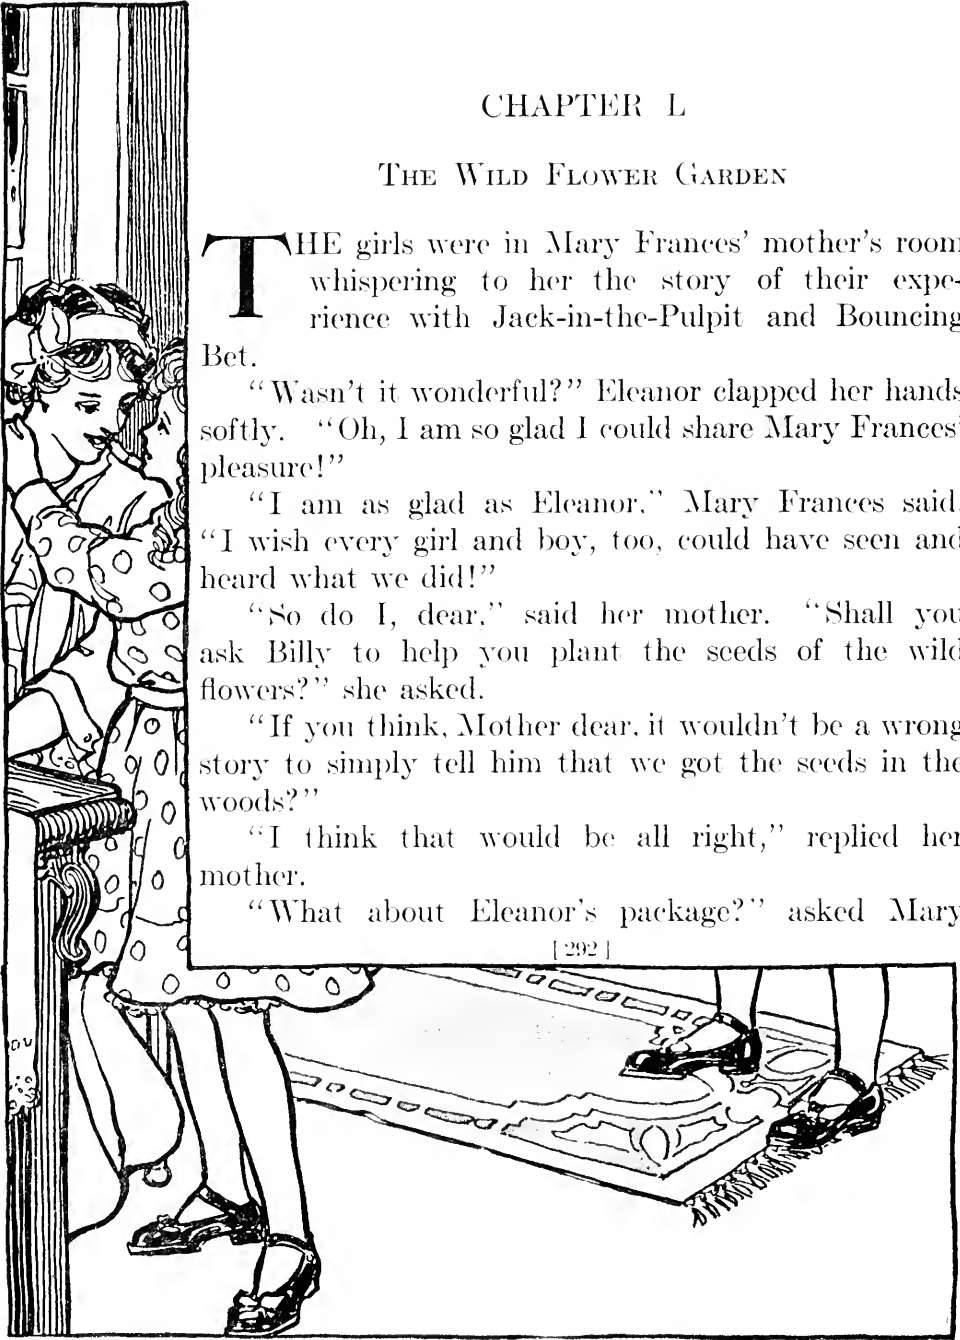 CHAPTER L
THE WILD FLOWER GARDEN
THE girls were in Mary Frances' mother's room
whispering to her the story of their expe-
rience with Jack-in-the-Pulpit and Bouncing
Bet.
"Wasn't it wonderful?" Eleanor clapped her hands
softly. "Oh, I am so glad I could share Mary Frances'
pleasure!"
"I am as glad as Eleanor," Mary Frances said.
"I wish every girl and boy, too, could have seen and
heard what we did!"
"So do I, dear," said her mother. "Shall you
ask Billy to help you plant the seeds of the wild
flowers?" she asked.
"If you think, Mother dear, it wouldn't be a wrong
story to simply tell him that we got the seeds in the
woods?"
"I think that would be all right," replied her
mother.
"What about Eleanor's package?" asked Mary
[292]